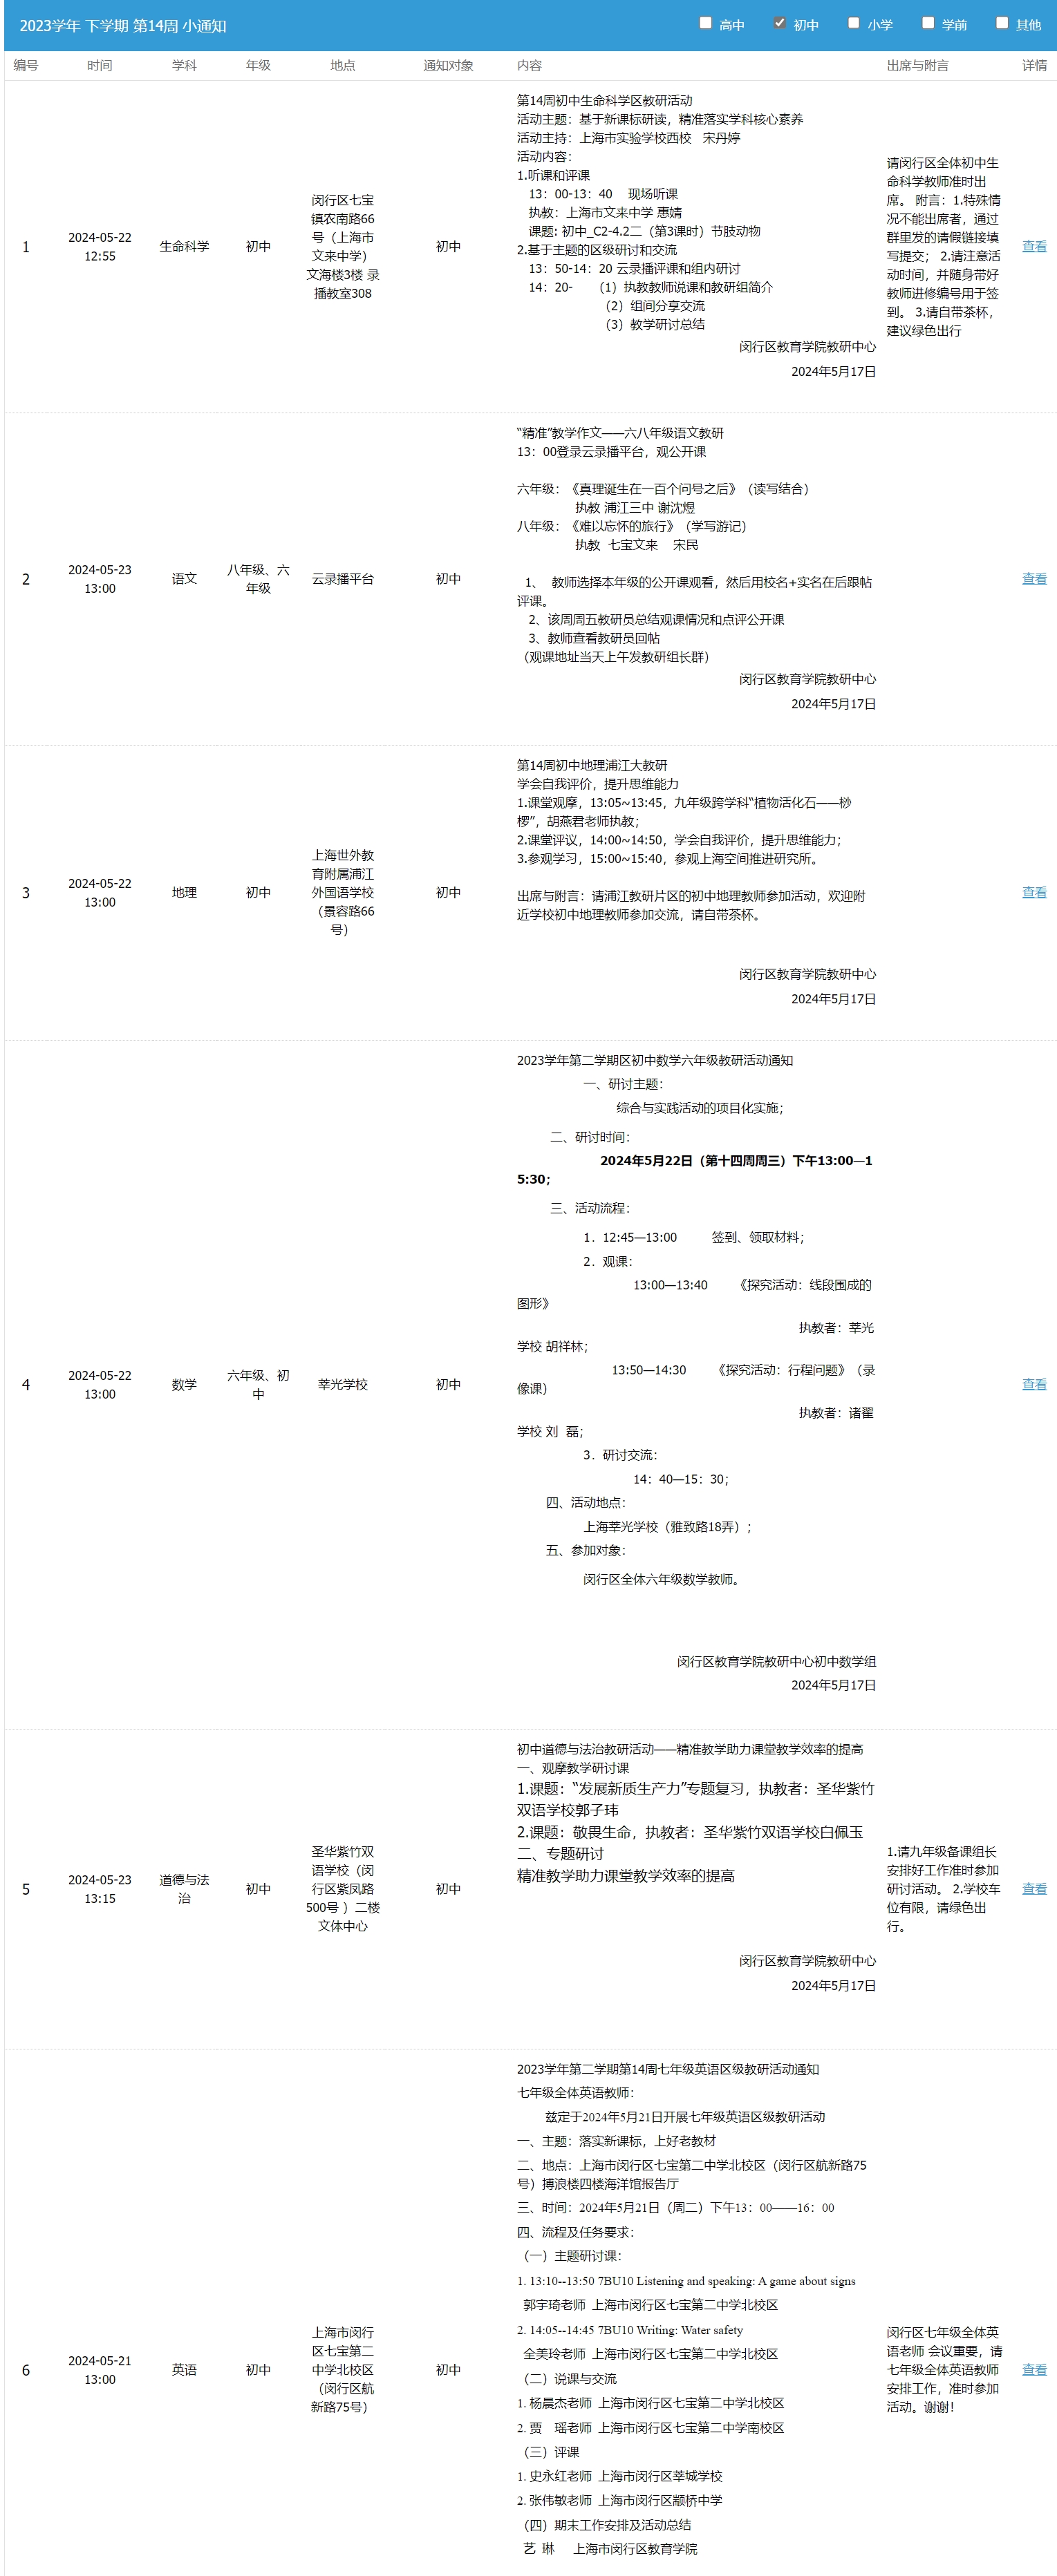 2023学年 下学期 第14周 小通知
高中 初中 小学 学前 其他
编号 时间 学科 年级 地点 通知对象 内容 出席与附言 详情
1
2024-05-22
12:55
生命科学
初中
闵行区七宝
镇农南路66
号（上海市
文来中学）
文海楼3楼 录
播教室308
初中
第14周初中生命科学区教研活动
活动主题：基于新课标研读，精准落实学科核心素养
活动主持：上海市实验学校西校 宋丹婷
活动内容：
1.听课和评课
13：00-13：40 现场听课
执教：上海市文来中学 惠婧
课题: 初中_C2-4.2二（第3课时）节肢动物
2.基于主题的区级研讨和交流
13：50-14：20 云录播评课和组内研讨
14：20- （1）执教教师说课和教研组简介
（2）组间分享交流
（3）教学研讨总结
闵行区教育学院教研中心
2024年5月17日
请闵行区全体初中生
命科学教师准时出
席。 附言：1.特殊情
况不能出席者，通过
群里发的请假链接填
写提交； 2.请注意活
动时间，并随身带好
教师进修编号用于签
到。 3.请自带茶杯，
建议绿色出行
查看
2
2024-05-23
13:00
语文
八年级、六
年级
云录播平台
初中
“精准”教学作文——六八年级语文教研
13：00登录云录播平台，观公开课
六年级：《真理诞生在一百个问号之后》（读写结合）
执教 浦江三中 谢沈煜
八年级：《难以忘怀的旅行》（学写游记）
执教 七宝文来 宋民
1、 教师选择本年级的公开课观看，然后用校名+实名在后跟帖
评课。
2、该周周五教研员总结观课情况和点评公开课
3、教师查看教研员回帖
（观课地址当天上午发教研组长群）
闵行区教育学院教研中心
2024年5月17日
查看
3
2024-05-22
13:00
地理
初中
上海世外教
育附属浦江
外国语学校
（景容路66
号）
初中
第14周初中地理浦江大教研
学会自我评价，提升思维能力
1.课堂观摩，13:05~13:45，九年级跨学科“植物活化石——桫
椤”，胡燕君老师执教；
2.课堂评议，14:00~14:50，学会自我评价，提升思维能力；
3.参观学习，15:00~15:40，参观上海空间推进研究所。
出席与附言：请浦江教研片区的初中地理教师参加活动，欢迎附
近学校初中地理教师参加交流，请自带茶杯。
闵行区教育学院教研中心
2024年5月17日
查看
4
2024-05-22
13:00
数学
六年级、初
中
莘光学校
初中
2023学年第二学期区初中数学六年级教研活动通知
一、研讨主题：
综合与实践活动的项目化实施；
二、研讨时间：
2024年5月22日（第十四周周三）下午13:00—1
5:30；
三、活动流程：
1．12:45—13:00 签到、领取材料；
2．观课：
13:00—13:40 《探究活动：线段围成的
图形》
执教者：莘光
学校 胡祥林；
13:50—14:30 《探究活动：行程问题》（录
像课）
执教者：诸翟
学校 刘 磊；
3．研讨交流：
14：40—15：30；
四、活动地点：
上海莘光学校（雅致路18弄）；
五、参加对象：
闵行区全体六年级数学教师。
闵行区教育学院教研中心初中数学组
2024年5月17日
查看
5
2024-05-23
13:15
道德与法
治
初中
圣华紫竹双
语学校（闵
行区紫凤路
500号 ）二楼
文体中心
初中
初中道德与法治教研活动——精准教学助力课堂教学效率的提高
一、观摩教学研讨课
1.课题：“发展新质生产力”专题复习，执教者：圣华紫竹
双语学校郭子玮
2.课题：敬畏生命，执教者：圣华紫竹双语学校白佩玉
二、专题研讨
精准教学助力课堂教学效率的提高
闵行区教育学院教研中心
2024年5月17日
1.请九年级备课组长
安排好工作准时参加
研讨活动。 2.学校车
位有限，请绿色出
行。
查看
6
2024-05-21
13:00
英语
初中
上海市闵行
区七宝第二
中学北校区
（闵行区航
新路75号）
初中
2023学年第二学期第14周七年级英语区级教研活动通知
七年级全体英语教师：
兹定于2024年5月21日开展七年级英语区级教研活动
一、主题：落实新课标，上好老教材
二、地点：上海市闵行区七宝第二中学北校区（闵行区航新路75
号）搏浪楼四楼海洋馆报告厅
三、时间：2024年5月21日（周二）下午13：00——16：00
四、流程及任务要求：
（一）主题研讨课：
1. 13:10--13:50 7BU10 Listening and speaking: A game about signs
郭宇琦老师 上海市闵行区七宝第二中学北校区
2. 14:05--14:45 7BU10 Writing: Water safety
全美玲老师 上海市闵行区七宝第二中学北校区
（二）说课与交流
1. 杨晨杰老师 上海市闵行区七宝第二中学北校区
2. 贾 瑶老师 上海市闵行区七宝第二中学南校区
（三）评课
1. 史永红老师 上海市闵行区莘城学校
2. 张伟敏老师 上海市闵行区颛桥中学
（四）期末工作安排及活动总结
艺 琳 上海市闵行区教育学院
闵行区七年级全体英
语老师 会议重要，请
七年级全体英语教师
安排工作，准时参加
活动。谢谢！
查看